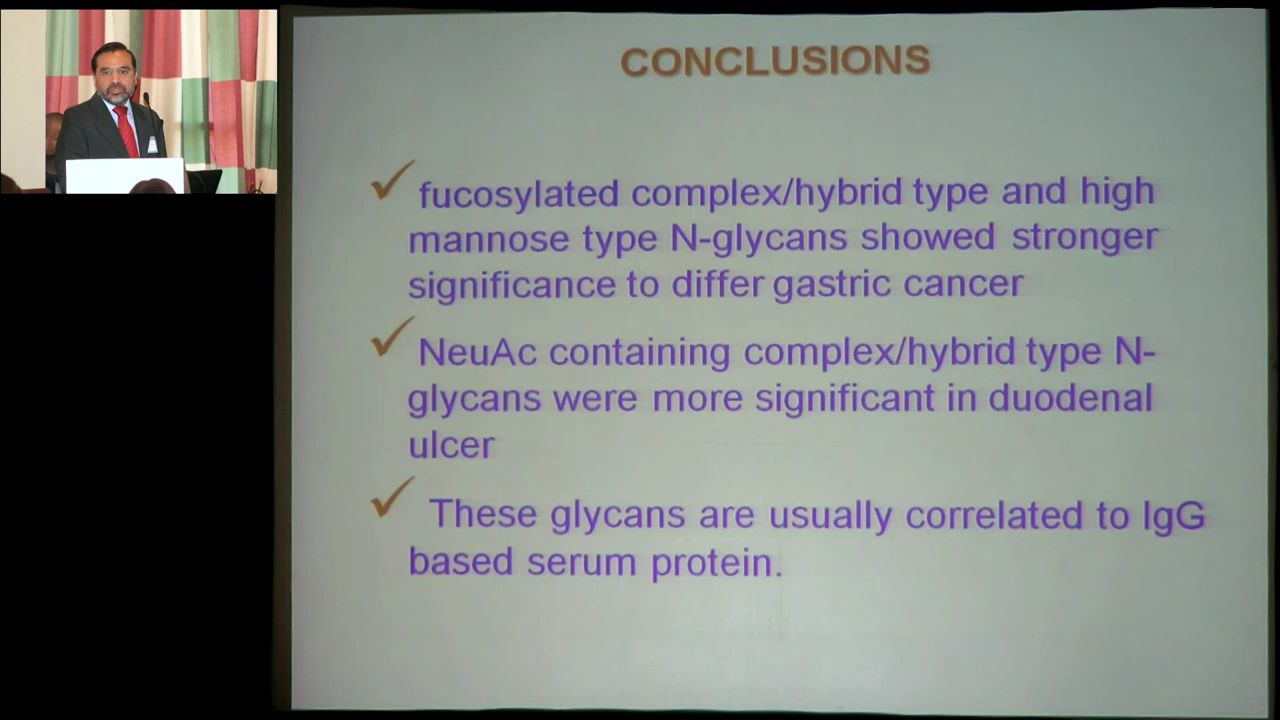 CONCLUSIONS
✓ fucosylated complex/hybrid type and high
mannose type N-glycans showed stronger
significance to differ gastric cancer
✓ NeuAc containing complex/hybrid type N-
glycans were more significant in duodenal
ulcer
✓ These glycans are usually correlated to IgG
based serum protein.